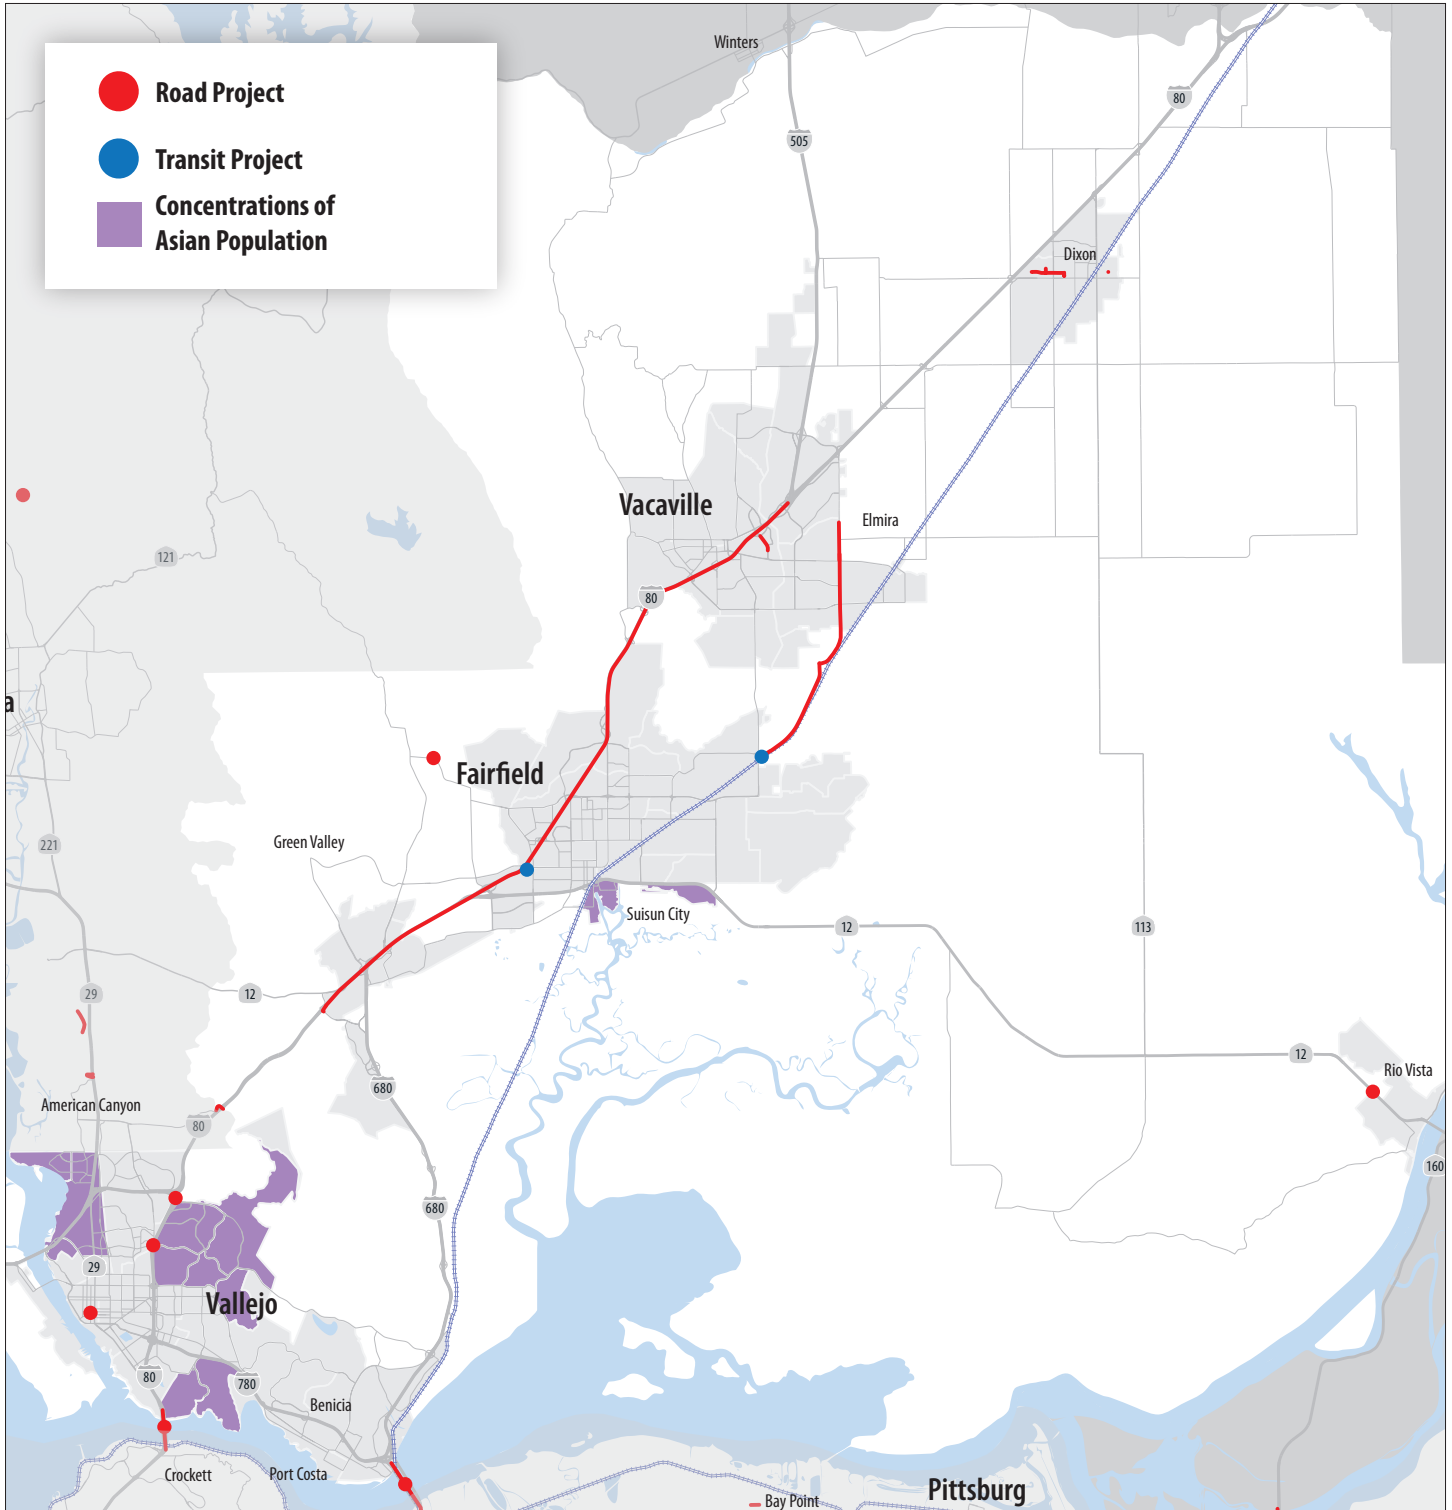 Road Project
Transit Project
Concentrations of
Asian Population
Winters
80
505
Dixon
Vacaville
Elmira
121
80
a
Fairfield
Green Valley
221
Suisun City
12
113
29
12
12
Rio Vista
680
American Canyon
80
160
680
29
Vallejo
80
780
Benicia
Crockett
Port Costa
Pittsburg
Bay Point